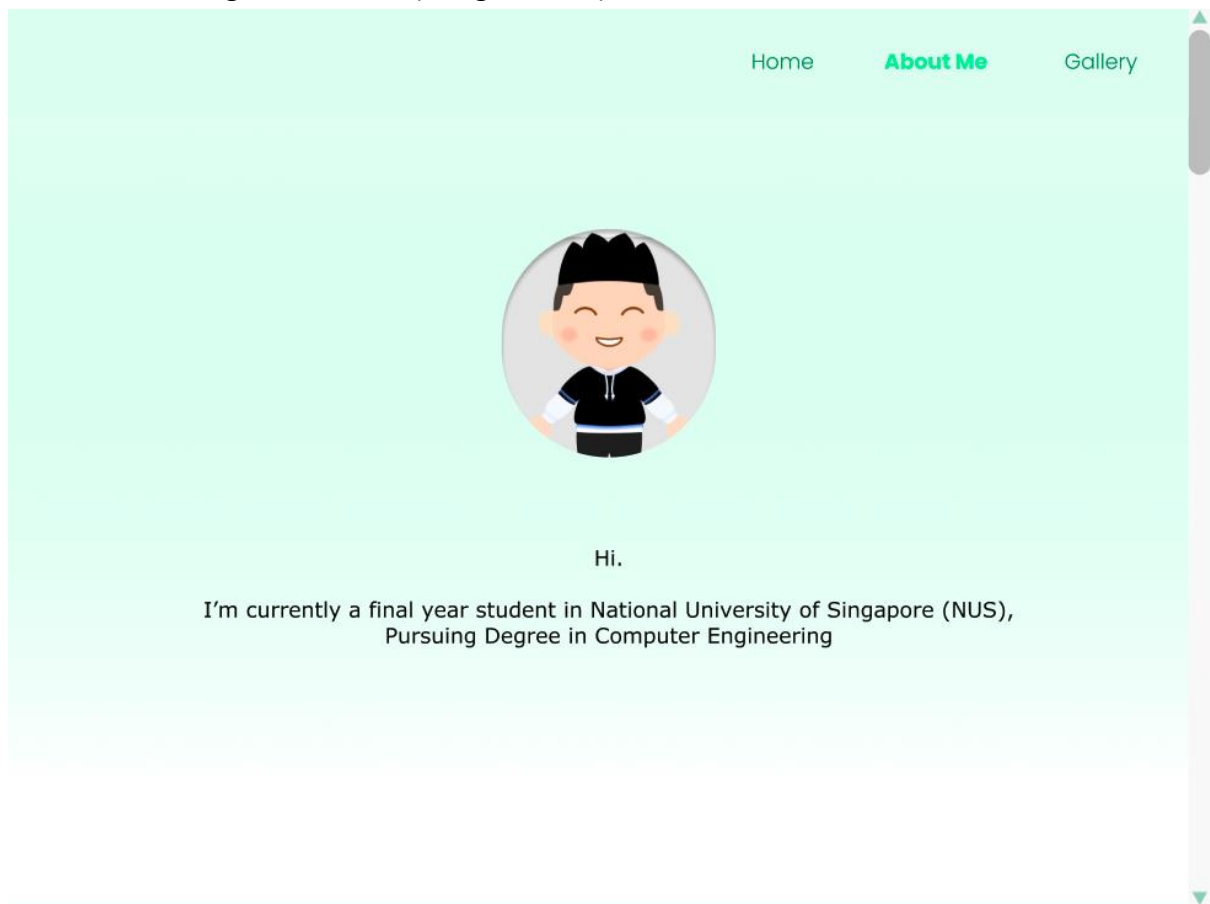 Home About Me Gallery
Hi.
I’m currently a final year student in National University of Singapore (NUS),
Pursuing Degree in Computer Engineering